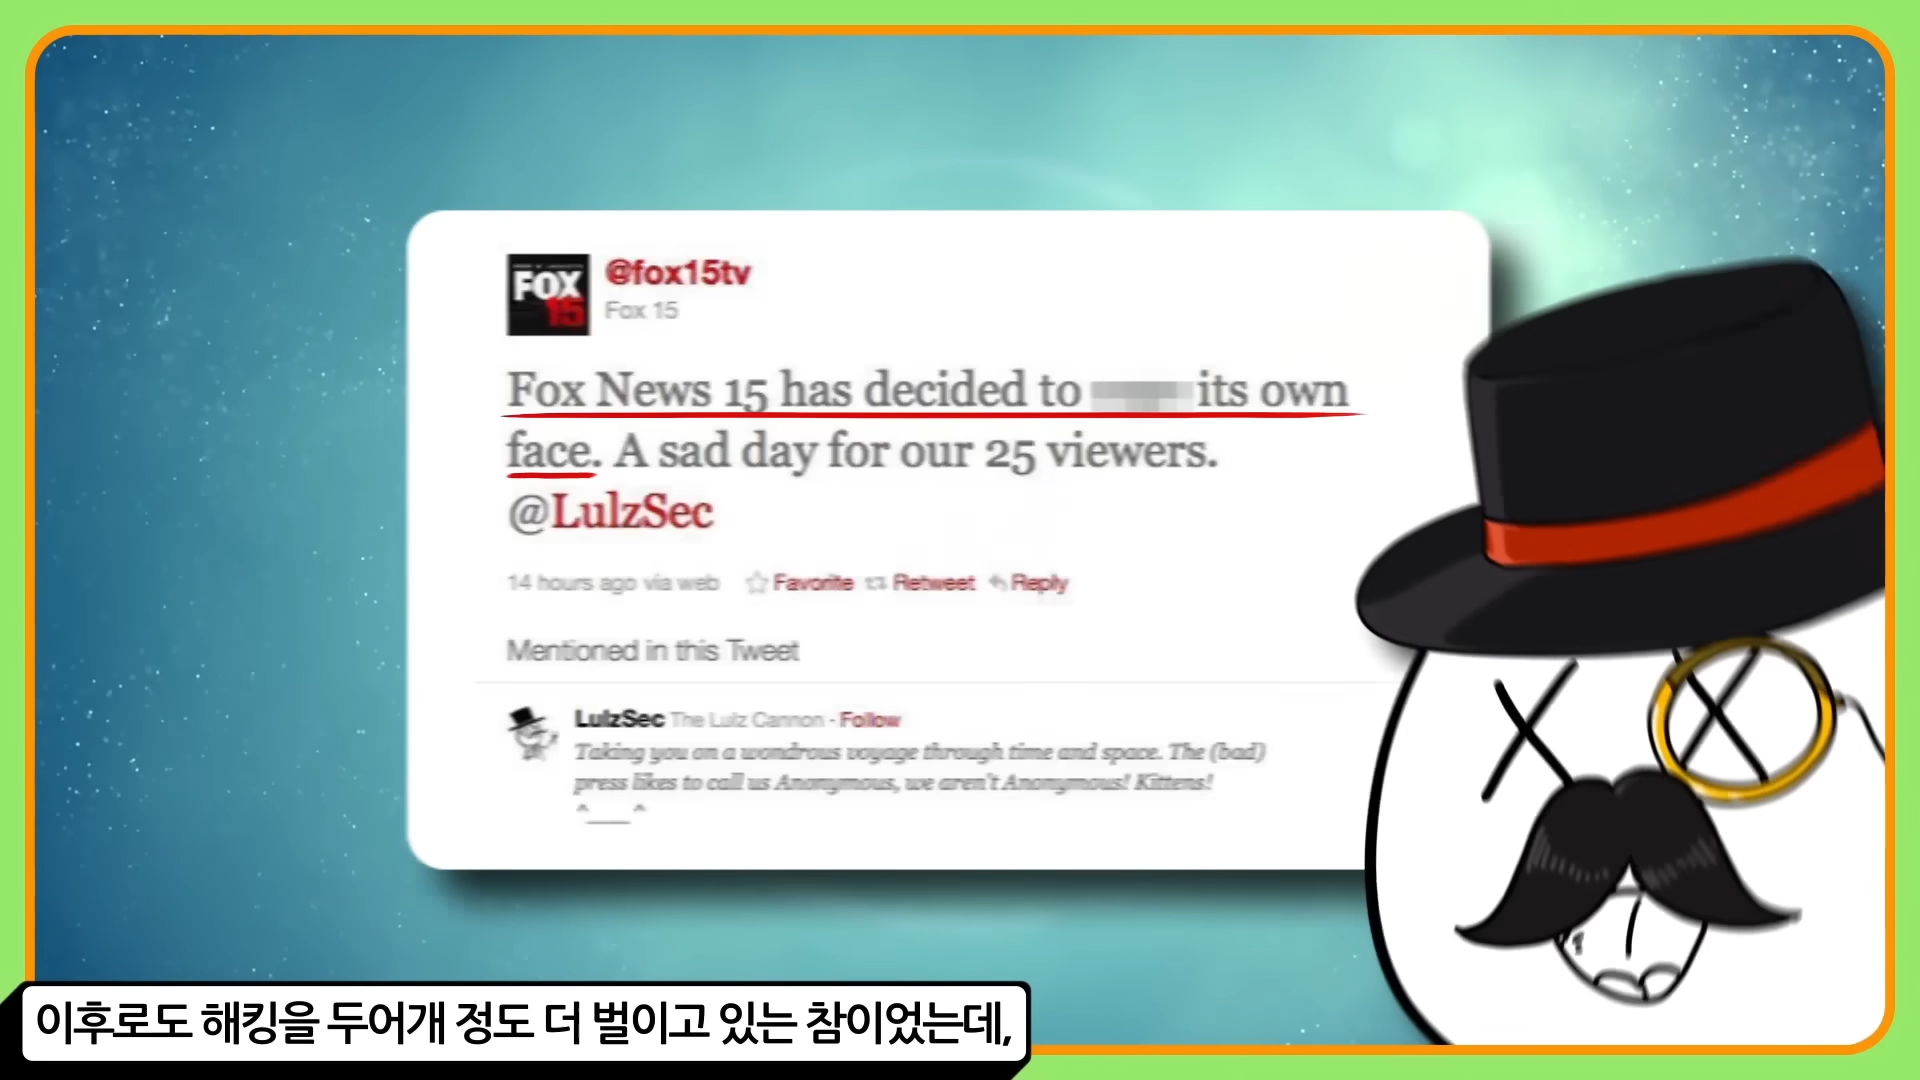 FOX
15
@fox15tv
Fox 15
Fox News 15 has decided to its own
face. A sad day for our 25 viewers.
@LulzSec
14 hours ago via web Favorite Retweet Reply
Mentioned in this Tweet
LulzSec The Lulz Cannon - Follow
Taking you on a wondrous voyage through time and space. The (bad)
press likes to call us Anonymous, we aren't Anonymous! Kittens!
^___^
이후로도 해킹을 두어개 정도 더 벌이고 있는 참이었는데,